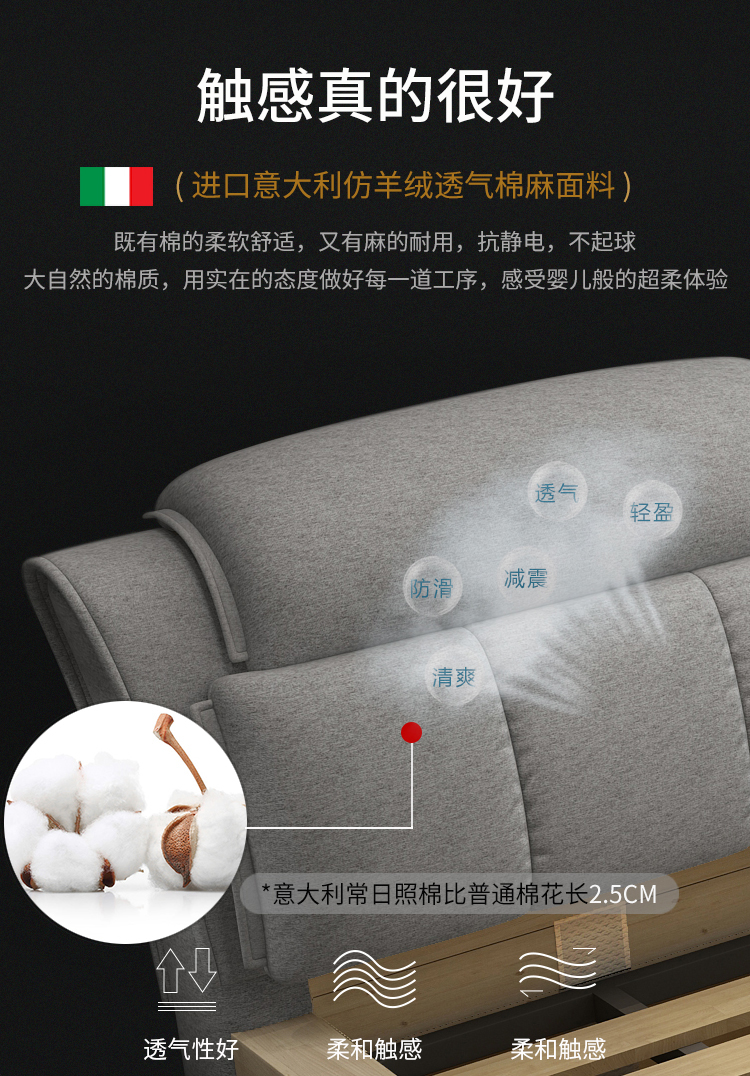 触感真的很好
（进口意大利仿羊绒透气棉麻面料）
既有棉的柔软舒适，又有麻的耐用，抗静电，不起球
大自然的棉质，用实在的态度做好每一道工序，感受婴儿般的超柔体验
透气
轻盈
减震
防滑
清爽
*意大利常日照棉比普通棉花长2.5CM
透气性好
柔和触感
柔和触感